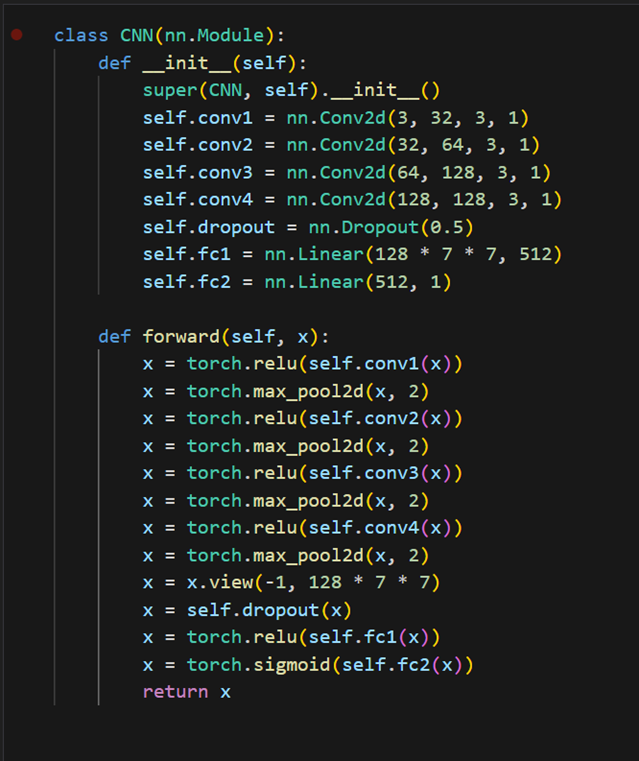 class CNN(nn.Module):
    def __init__(self):
        super(CNN, self).__init__()
        self.conv1 = nn.Conv2d(3, 32, 3, 1)
        self.conv2 = nn.Conv2d(32, 64, 3, 1)
        self.conv3 = nn.Conv2d(64, 128, 3, 1)
        self.conv4 = nn.Conv2d(128, 128, 3, 1)
        self.dropout = nn.Dropout(0.5)
        self.fc1 = nn.Linear(128 * 7 * 7, 512)
        self.fc2 = nn.Linear(512, 1)

    def forward(self, x):
        x = torch.relu(self.conv1(x))
        x = torch.max_pool2d(x, 2)
        x = torch.relu(self.conv2(x))
        x = torch.max_pool2d(x, 2)
        x = torch.relu(self.conv3(x))
        x = torch.max_pool2d(x, 2)
        x = torch.relu(self.conv4(x))
        x = torch.max_pool2d(x, 2)
        x = x.view(-1, 128 * 7 * 7)
        x = self.dropout(x)
        x = torch.relu(self.fc1(x))
        x = torch.sigmoid(self.fc2(x))
        return x